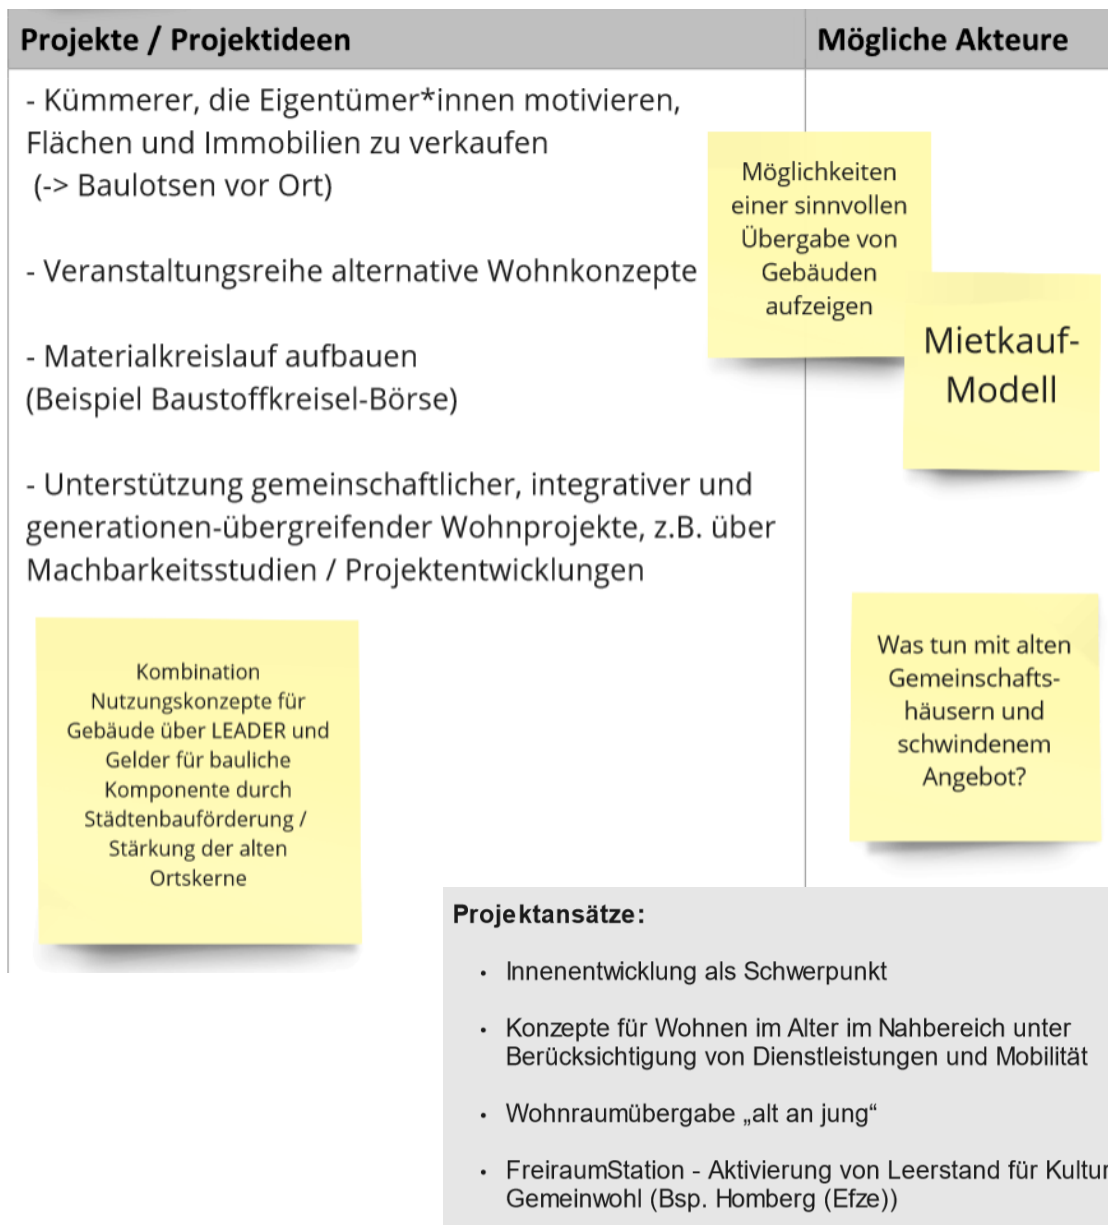 Projekte / Projektideen
Mögliche Akteure
- Kümmerer, die Eigentümer*innen motivieren,
Flächen und Immobilien zu verkaufen
(-> Baulotsen vor Ort)
- Veranstaltungsreihe alternative Wohnkonzepte
- Materialkreislauf aufbauen
(Beispiel Baustoffkreisel-Börse)
- Unterstützung gemeinschaftlicher, integrativer und
generationen-übergreifender Wohnprojekte, z.B. über
Machbarkeitsstudien / Projektentwicklungen
Möglichkeiten
einer sinnvollen
Übergabe von
Gebäuden
aufzeigen
Mietkauf-
Modell
Kombination
Nutzungskonzepte für
Gebäude über LEADER und
Gelder für bauliche
Komponente durch
Städtenbauförderung /
Stärkung der alten
Ortskerne
Was tun mit alten
Gemeinschafts-
häusern und
schwindenem
Angebot?
Projektansätze:
• Innenentwicklung als Schwerpunkt
• Konzepte für Wohnen im Alter im Nahbereich unter
Berücksichtigung von Dienstleistungen und Mobilität
• Wohnraumübergabe „alt an jung“
• FreiraumStation - Aktivierung von Leerstand für Kultur
Gemeinwohl (Bsp. Homberg (Efze))